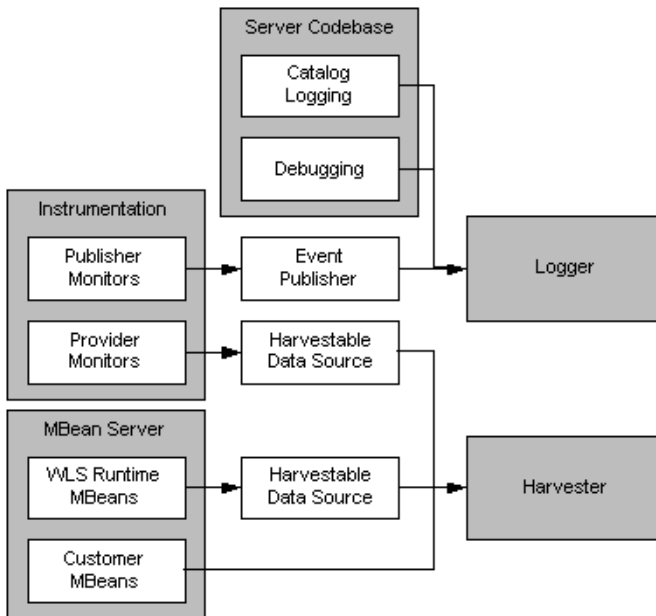 Server Codebase
Catalog
Logging
Debugging
Instrumentation
Publisher
Monitors
Event
Publisher
Logger
Provider
Monitors
Harvestable
Data Source
MBean Server
WLS Runtime
MBeans
Harvestable
Data Source
Harvester
Customer
MBeans